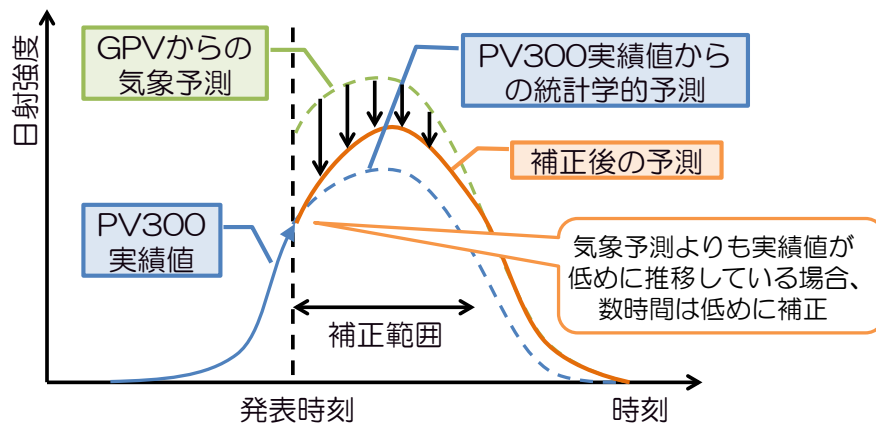 日射強度
GPVからの
気象予測
PV300実績値から
の統計学的予測
補正後の予測
PV300
実績値
気象予測よりも実績値が
低めに推移している場合、
数時間は低めに補正
補正範囲
発表時刻
時刻